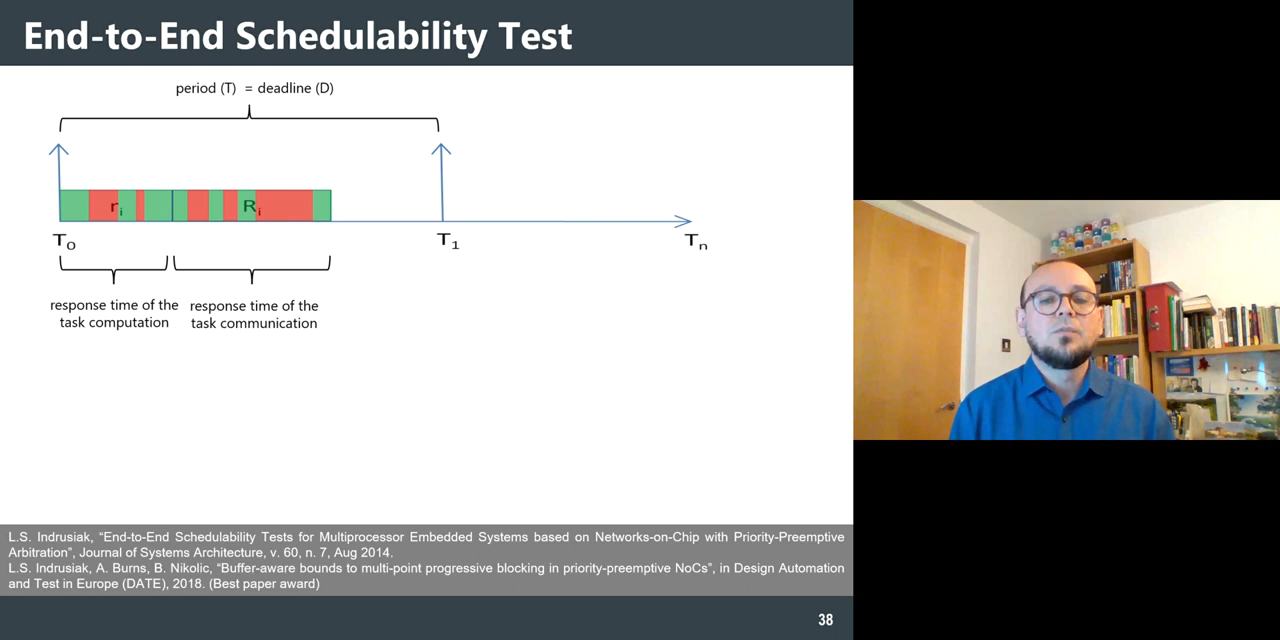 End-to-End Schedulability Test
period (T)  = deadline (D)
rᵢ
Rᵢ
T₀
T₁
Tₙ
response time of the
task computation
response time of the
task communication
L.S. Indrusiak, “End-to-End Schedulability Tests for Multiprocessor Embedded Systems based on Networks-on-Chip with Priority-Preemptive
Arbitration”, Journal of Systems Architecture, v. 60, n. 7, Aug 2014.
L.S. Indrusiak, A. Burns, B. Nikolic, “Buffer-aware bounds to multi-point progressive blocking in priority-preemptive NoCs”, in Design Automation
and Test in Europe (DATE), 2018. (Best paper award)
38